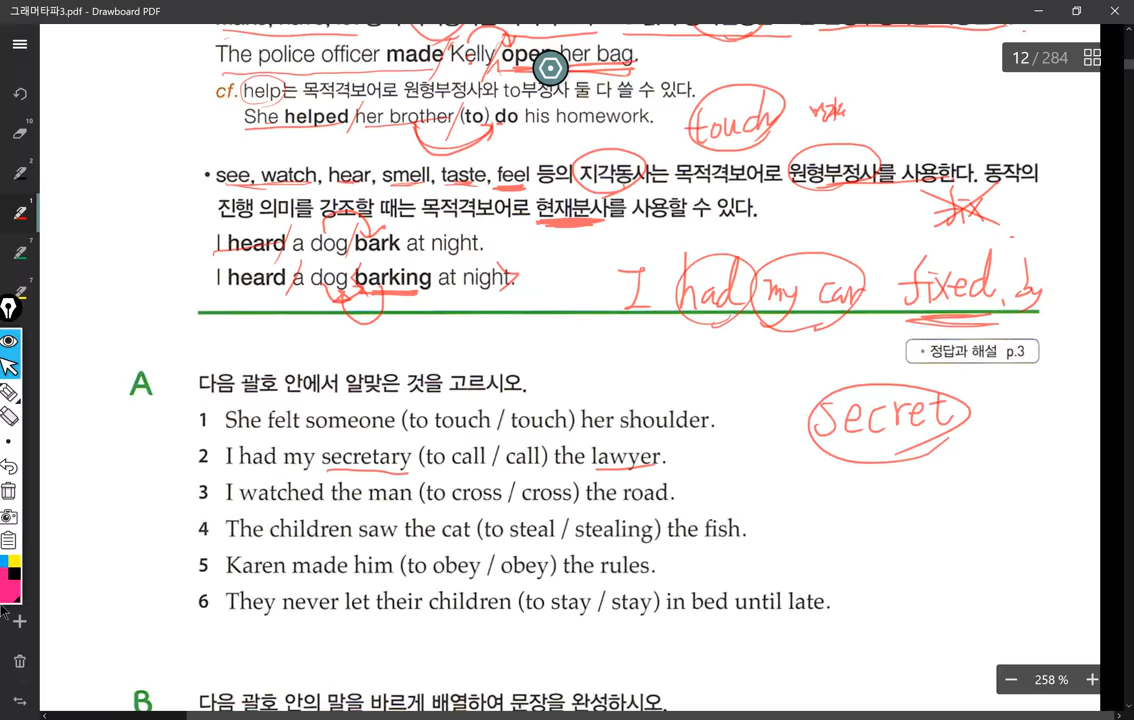 그래머타파3.pdf - Drawboard PDF
12 / 284
The police officer made Kelly open her bag.
cf. help는 목적격보어로 원형부정사와 to부정사 둘 다 쓸 수 있다.
She helped her brother (to) do his homework.
touch
• see, watch, hear, smell, taste, feel 등의 지각동사는 목적격보어로 원형부정사를 사용한다. 동작의
진행 의미를 강조할 때는 목적격보어로 현재분사를 사용할 수 있다.
I heard a dog bark at night.
I heard a dog barking at night.
I had my car fixed. by
• 정답과 해설 p.3
A 다음 괄호 안에서 알맞은 것을 고르시오.
secret
1 She felt someone (to touch / touch) her shoulder.
2 I had my secretary (to call / call) the lawyer.
3 I watched the man (to cross / cross) the road.
4 The children saw the cat (to steal / stealing) the fish.
5 Karen made him (to obey / obey) the rules.
6 They never let their children (to stay / stay) in bed until late.
258 %
B 다음 괄호 안의 말을 바르게 배열하여 문장을 완성하시오.